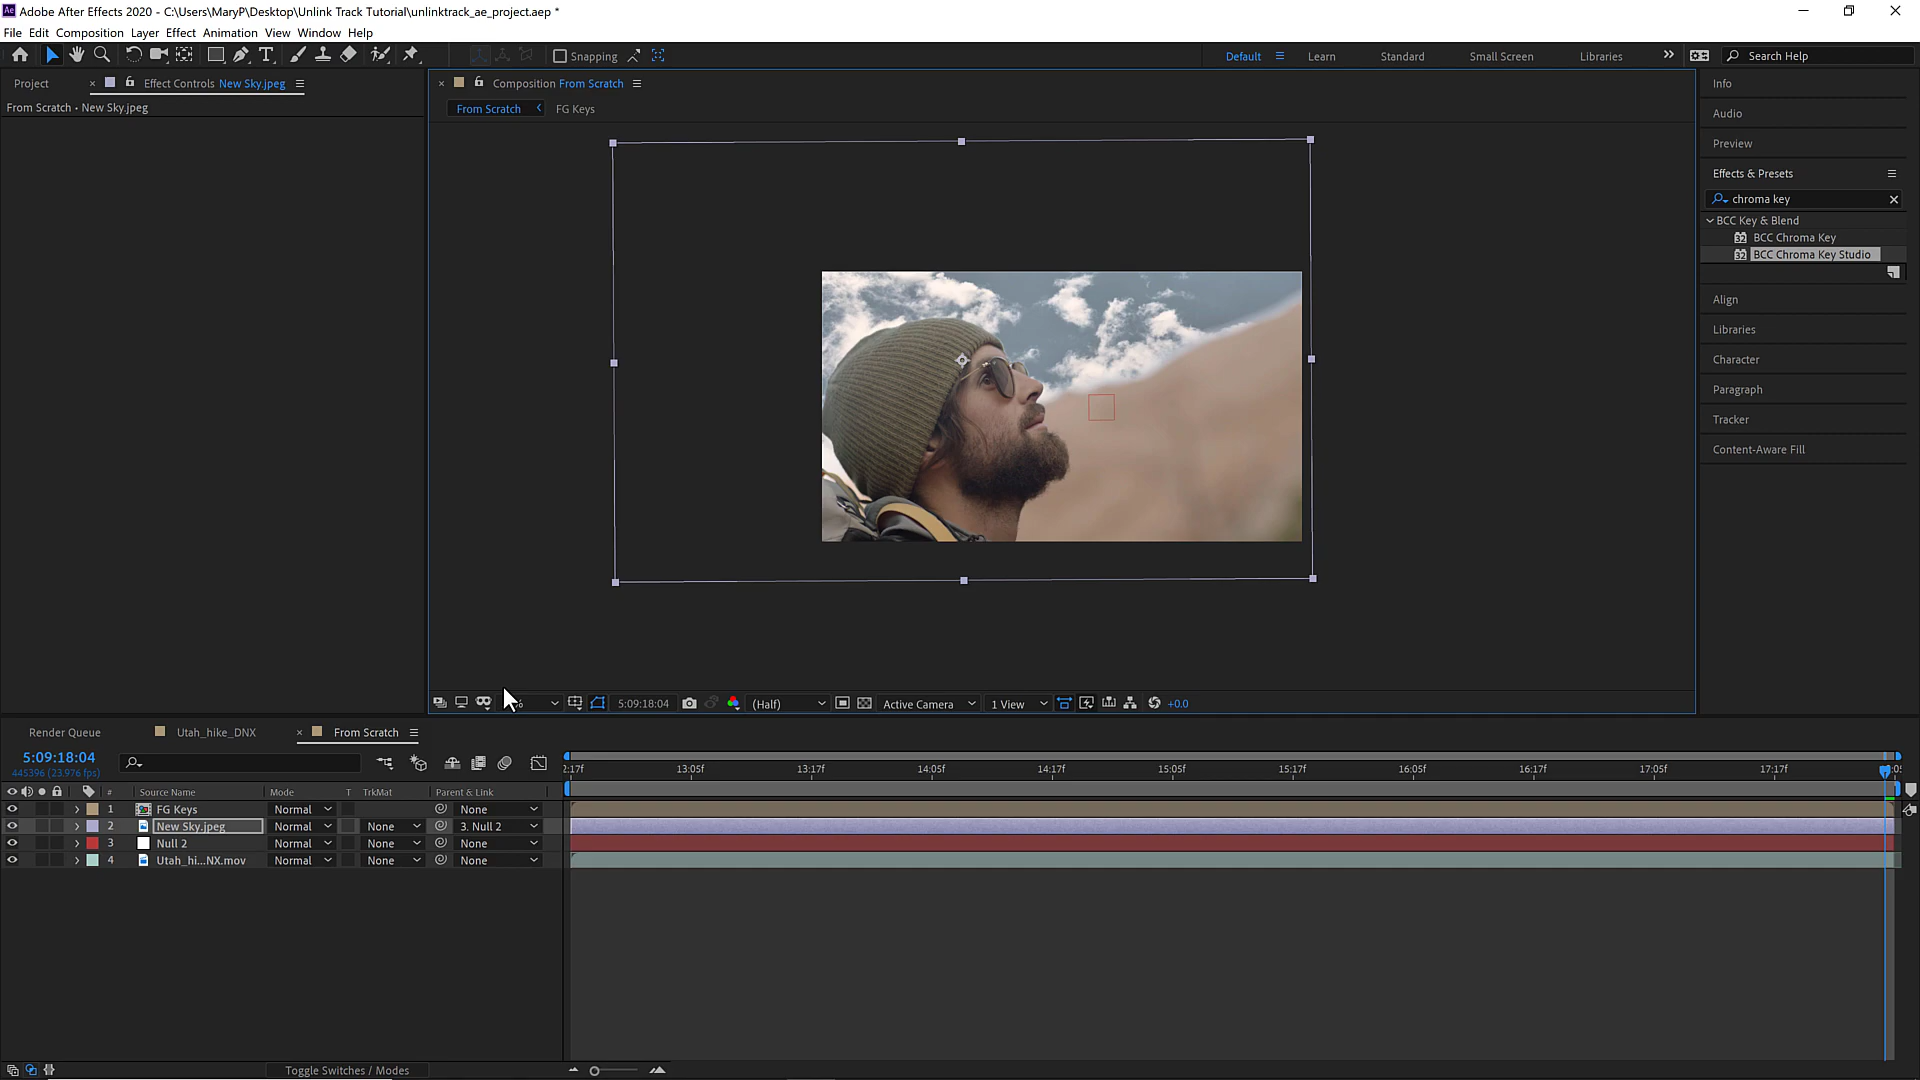 Adobe After Effects 2020 - C:\Users\MaryP\Desktop\Unlink Track Tutorial\unlinktrack_ae_project.aep *
File Edit Composition Layer Effect Animation View Window Help
Snapping
Default Learn Standard Small Screen Libraries Search Help
Project Effect Controls New Sky.jpeg
From Scratch • New Sky.jpeg
Composition From Scratch
From Scratch FG Keys
Info
Audio
Preview
Effects & Presets
chroma key
BCC Key & Blend
BCC Chroma Key
BCC Chroma Key Studio
Align
Libraries
Character
Paragraph
Tracker
Content-Aware Fill
5:09:18:04 (Half) Active Camera 1 View +0.0
Render Queue Utah_hike_DNX From Scratch
5:09:18:04
445396 (23.976 fps)
2:17f 13:05f 13:17f 14:05f 14:17f 15:05f 15:17f 16:05f 16:17f 17:05f 17:17f
# Source Name Mode T TrkMat Parent & Link
1 FG Keys Normal None
2 New Sky.jpeg Normal None 3. Null 2
3 Null 2 Normal None None
4 Utah_hi...NX.mov Normal None None
Toggle Switches / Modes